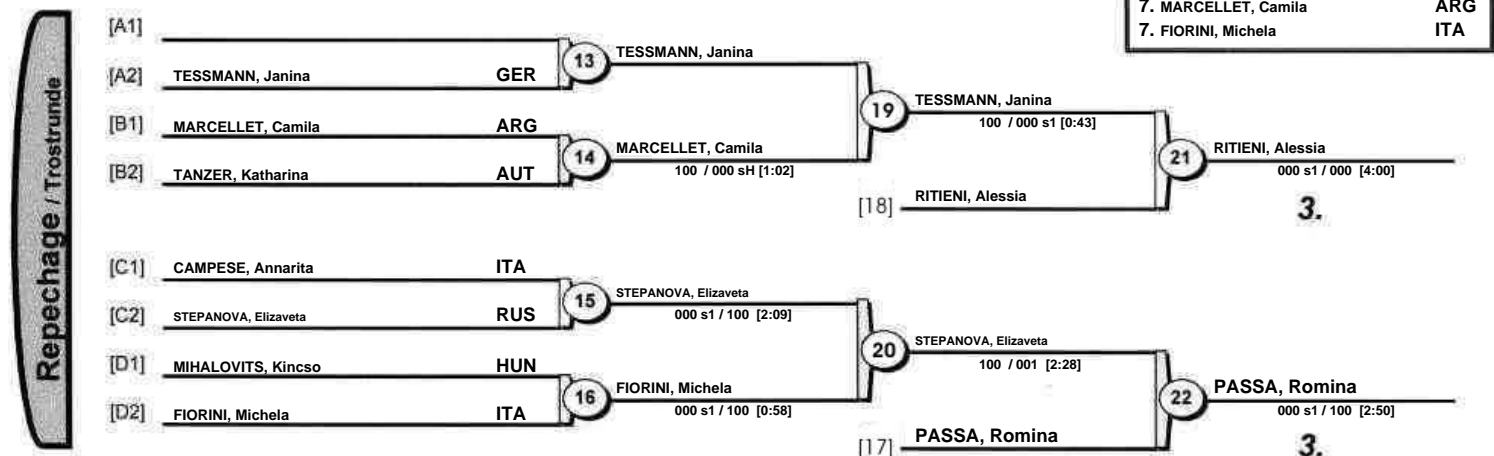 7. MARCELLET, Camila ARG
7. FIORINI, Michela ITA
Repechage / Trostrunde
[A1]
13 TESSMANN, Janina
[A2] TESSMANN, Janina GER
19 TESSMANN, Janina
100 / 000 s1 [0:43]
[B1] MARCELLET, Camila ARG
14 MARCELLET, Camila
100 / 000 sH [1:02]
21 RITIENI, Alessia
000 s1 / 000 [4:00]
[B2] TANZER, Katharina AUT
[18] RITIENI, Alessia
3.
[C1] CAMPESE, Annarita ITA
15 STEPANOVA, Elizaveta
000 s1 / 100 [2:09]
[C2] STEPANOVA, Elizaveta RUS
20 STEPANOVA, Elizaveta
100 / 001 [2:28]
[D1] MIHALOVITS, Kincso HUN
16 FIORINI, Michela
000 s1 / 100 [0:58]
22 PASSA, Romina
000 s1 / 100 [2:50]
[D2] FIORINI, Michela ITA
[17] PASSA, Romina
3.